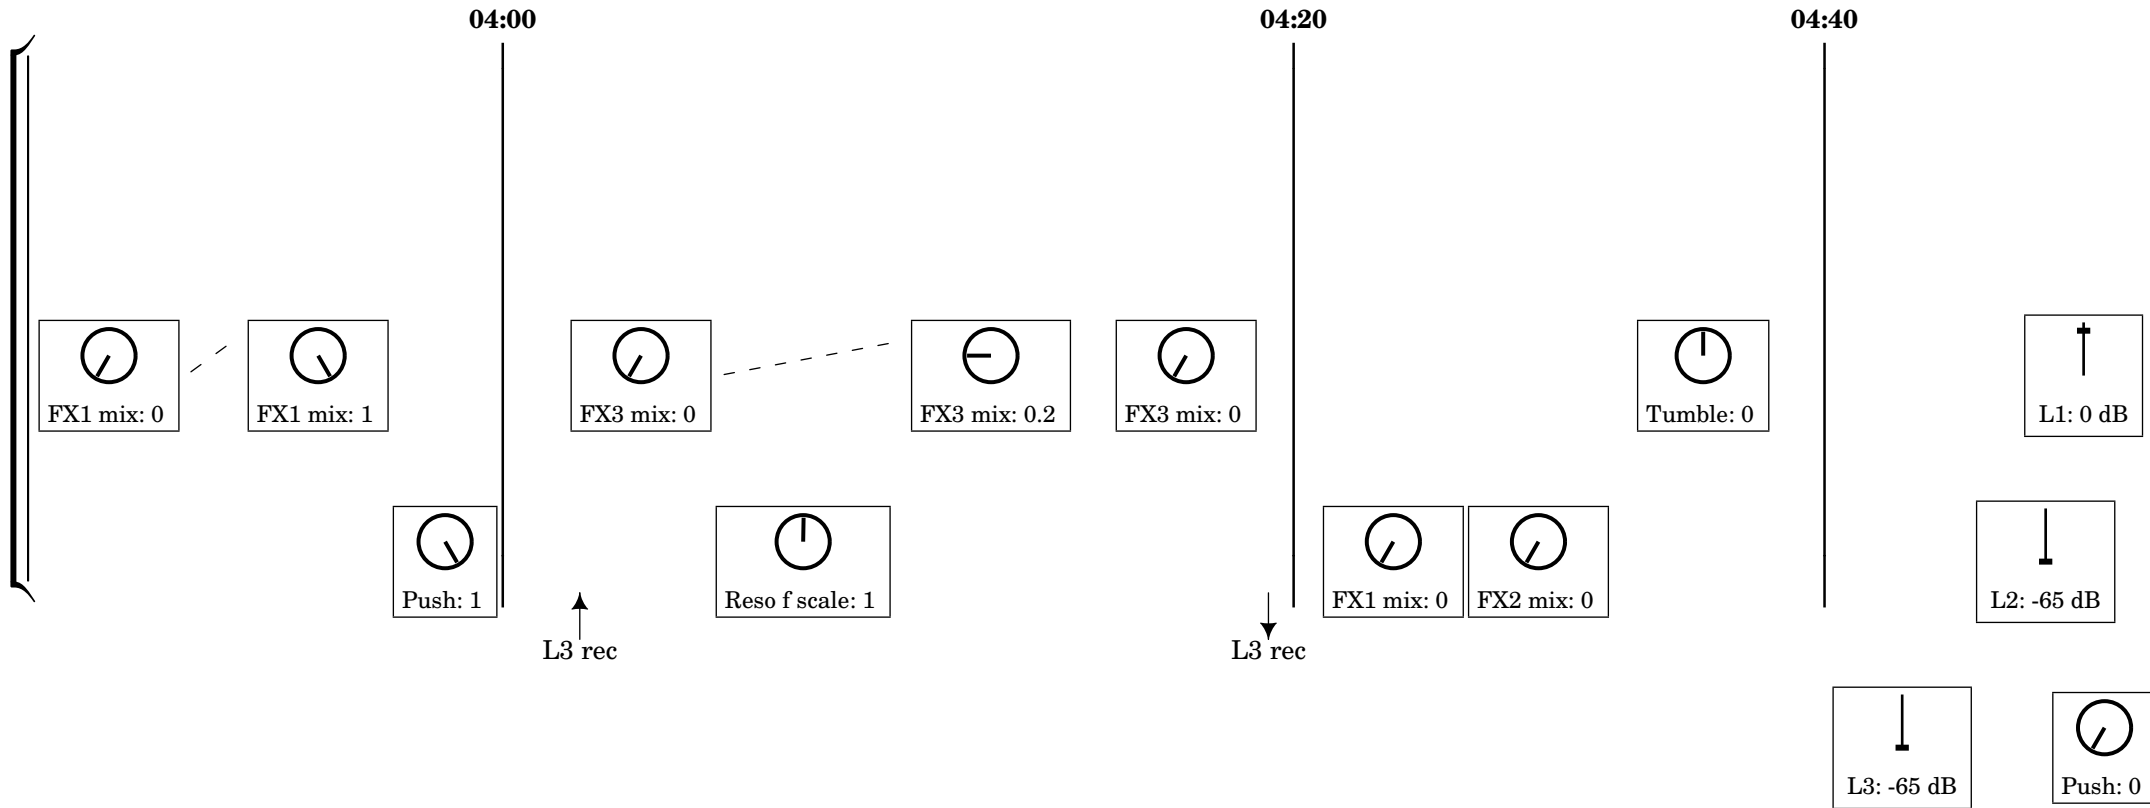 04:00 04:20 04:40
FX1 mix: 0 FX1 mix: 1 FX3 mix: 0 FX3 mix: 0.2 FX3 mix: 0 Tumble: 0 L1: 0 dB
Push: 1 Reso f scale: 1 FX1 mix: 0 FX2 mix: 0 L2: -65 dB
L3 rec L3 rec
L3: -65 dB Push: 0